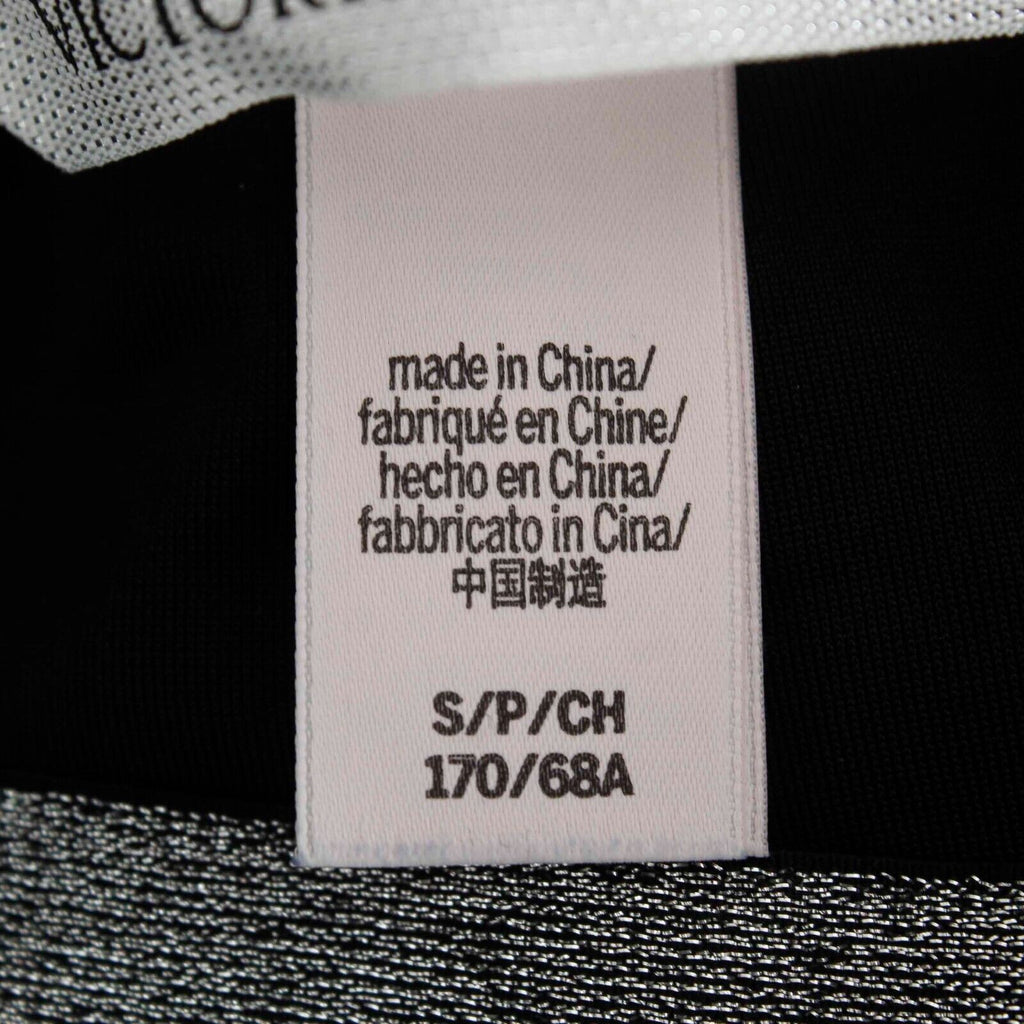 VICTORI
made in China/
fabriqué en Chine/
hecho en China/
fabbricato in Cina/
中国制造
S/P/CH
170/68A